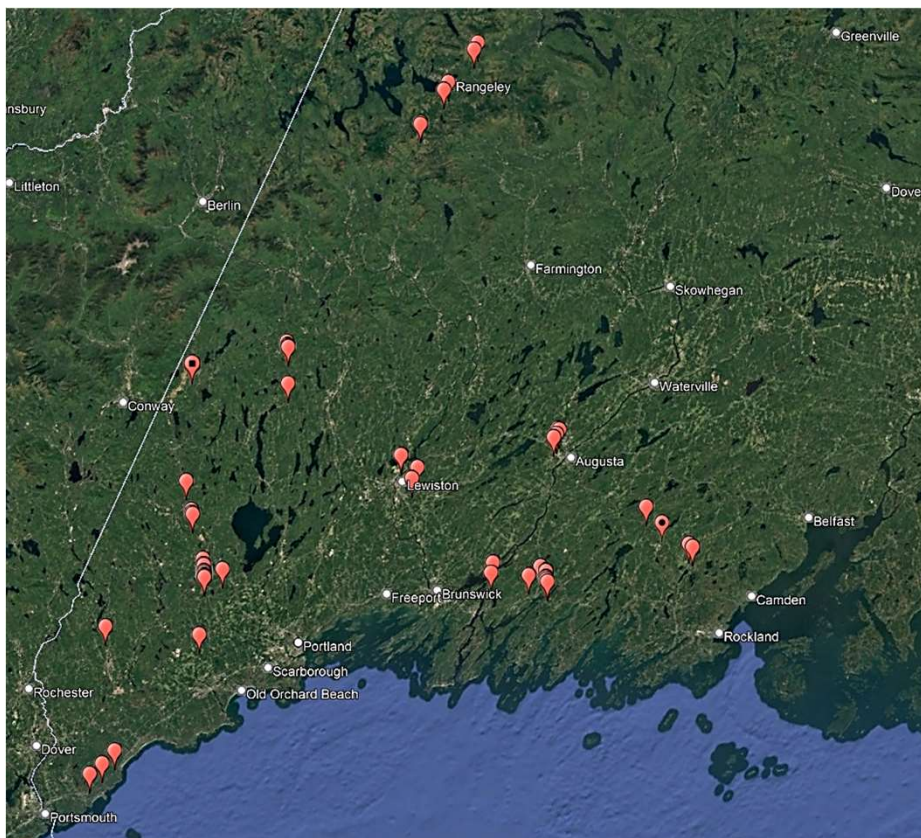 Greenville
Rangeley
nsbury
Littleton
Dove
Berlin
Farmington
Skowhegan
Waterville
Conway
Augusta
Lewiston
Belfast
Freeport
Brunswick
Camden
Rockland
Portland
Scarborough
Rochester
Old Orchard Beach
Dover
Portsmouth